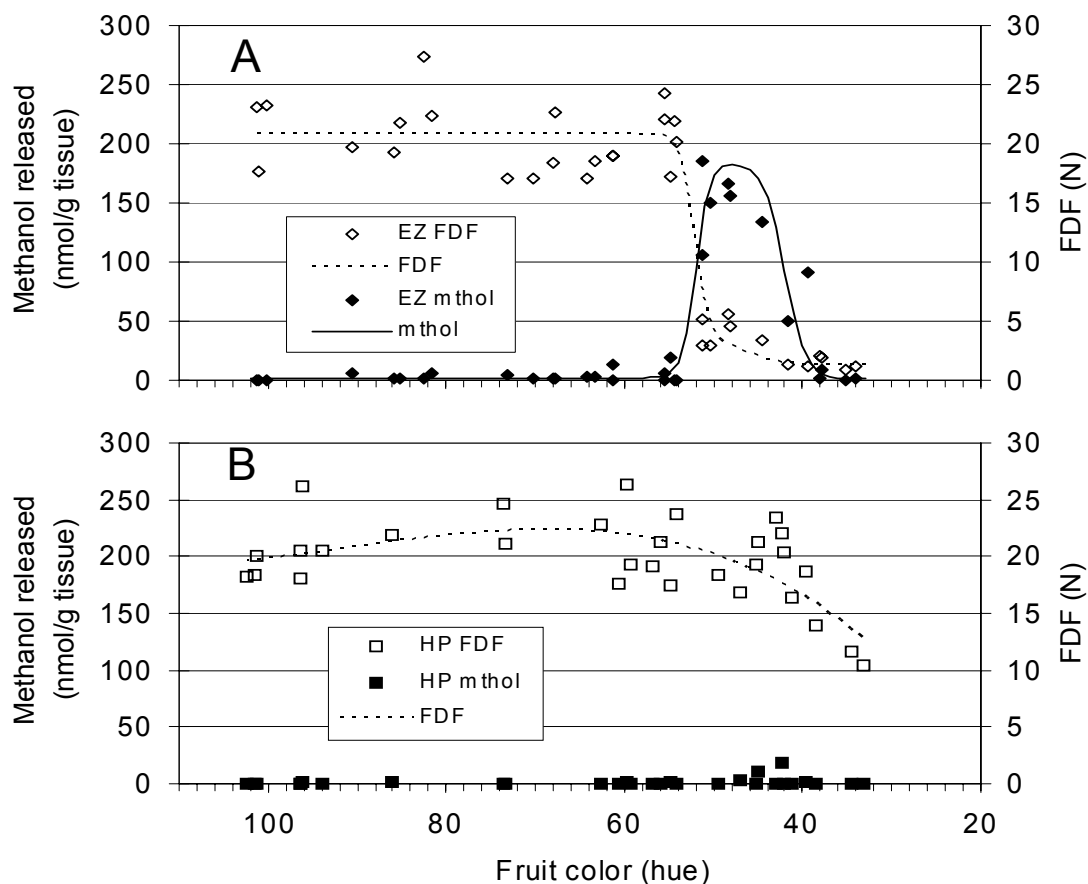 300
250
200
150
100
50
0
Methanol released
(nmol/g tissue)
A
EZ FDF
FDF
EZ mthol
mthol
30
25
20
15
10
5
0
FDF (N)
300
250
200
150
100
50
0
Methanol released
(nmol/g tissue)
B
HP FDF
HP mthol
FDF
30
25
20
15
10
5
0
FDF (N)
100 80 60 40 20
Fruit color (hue)